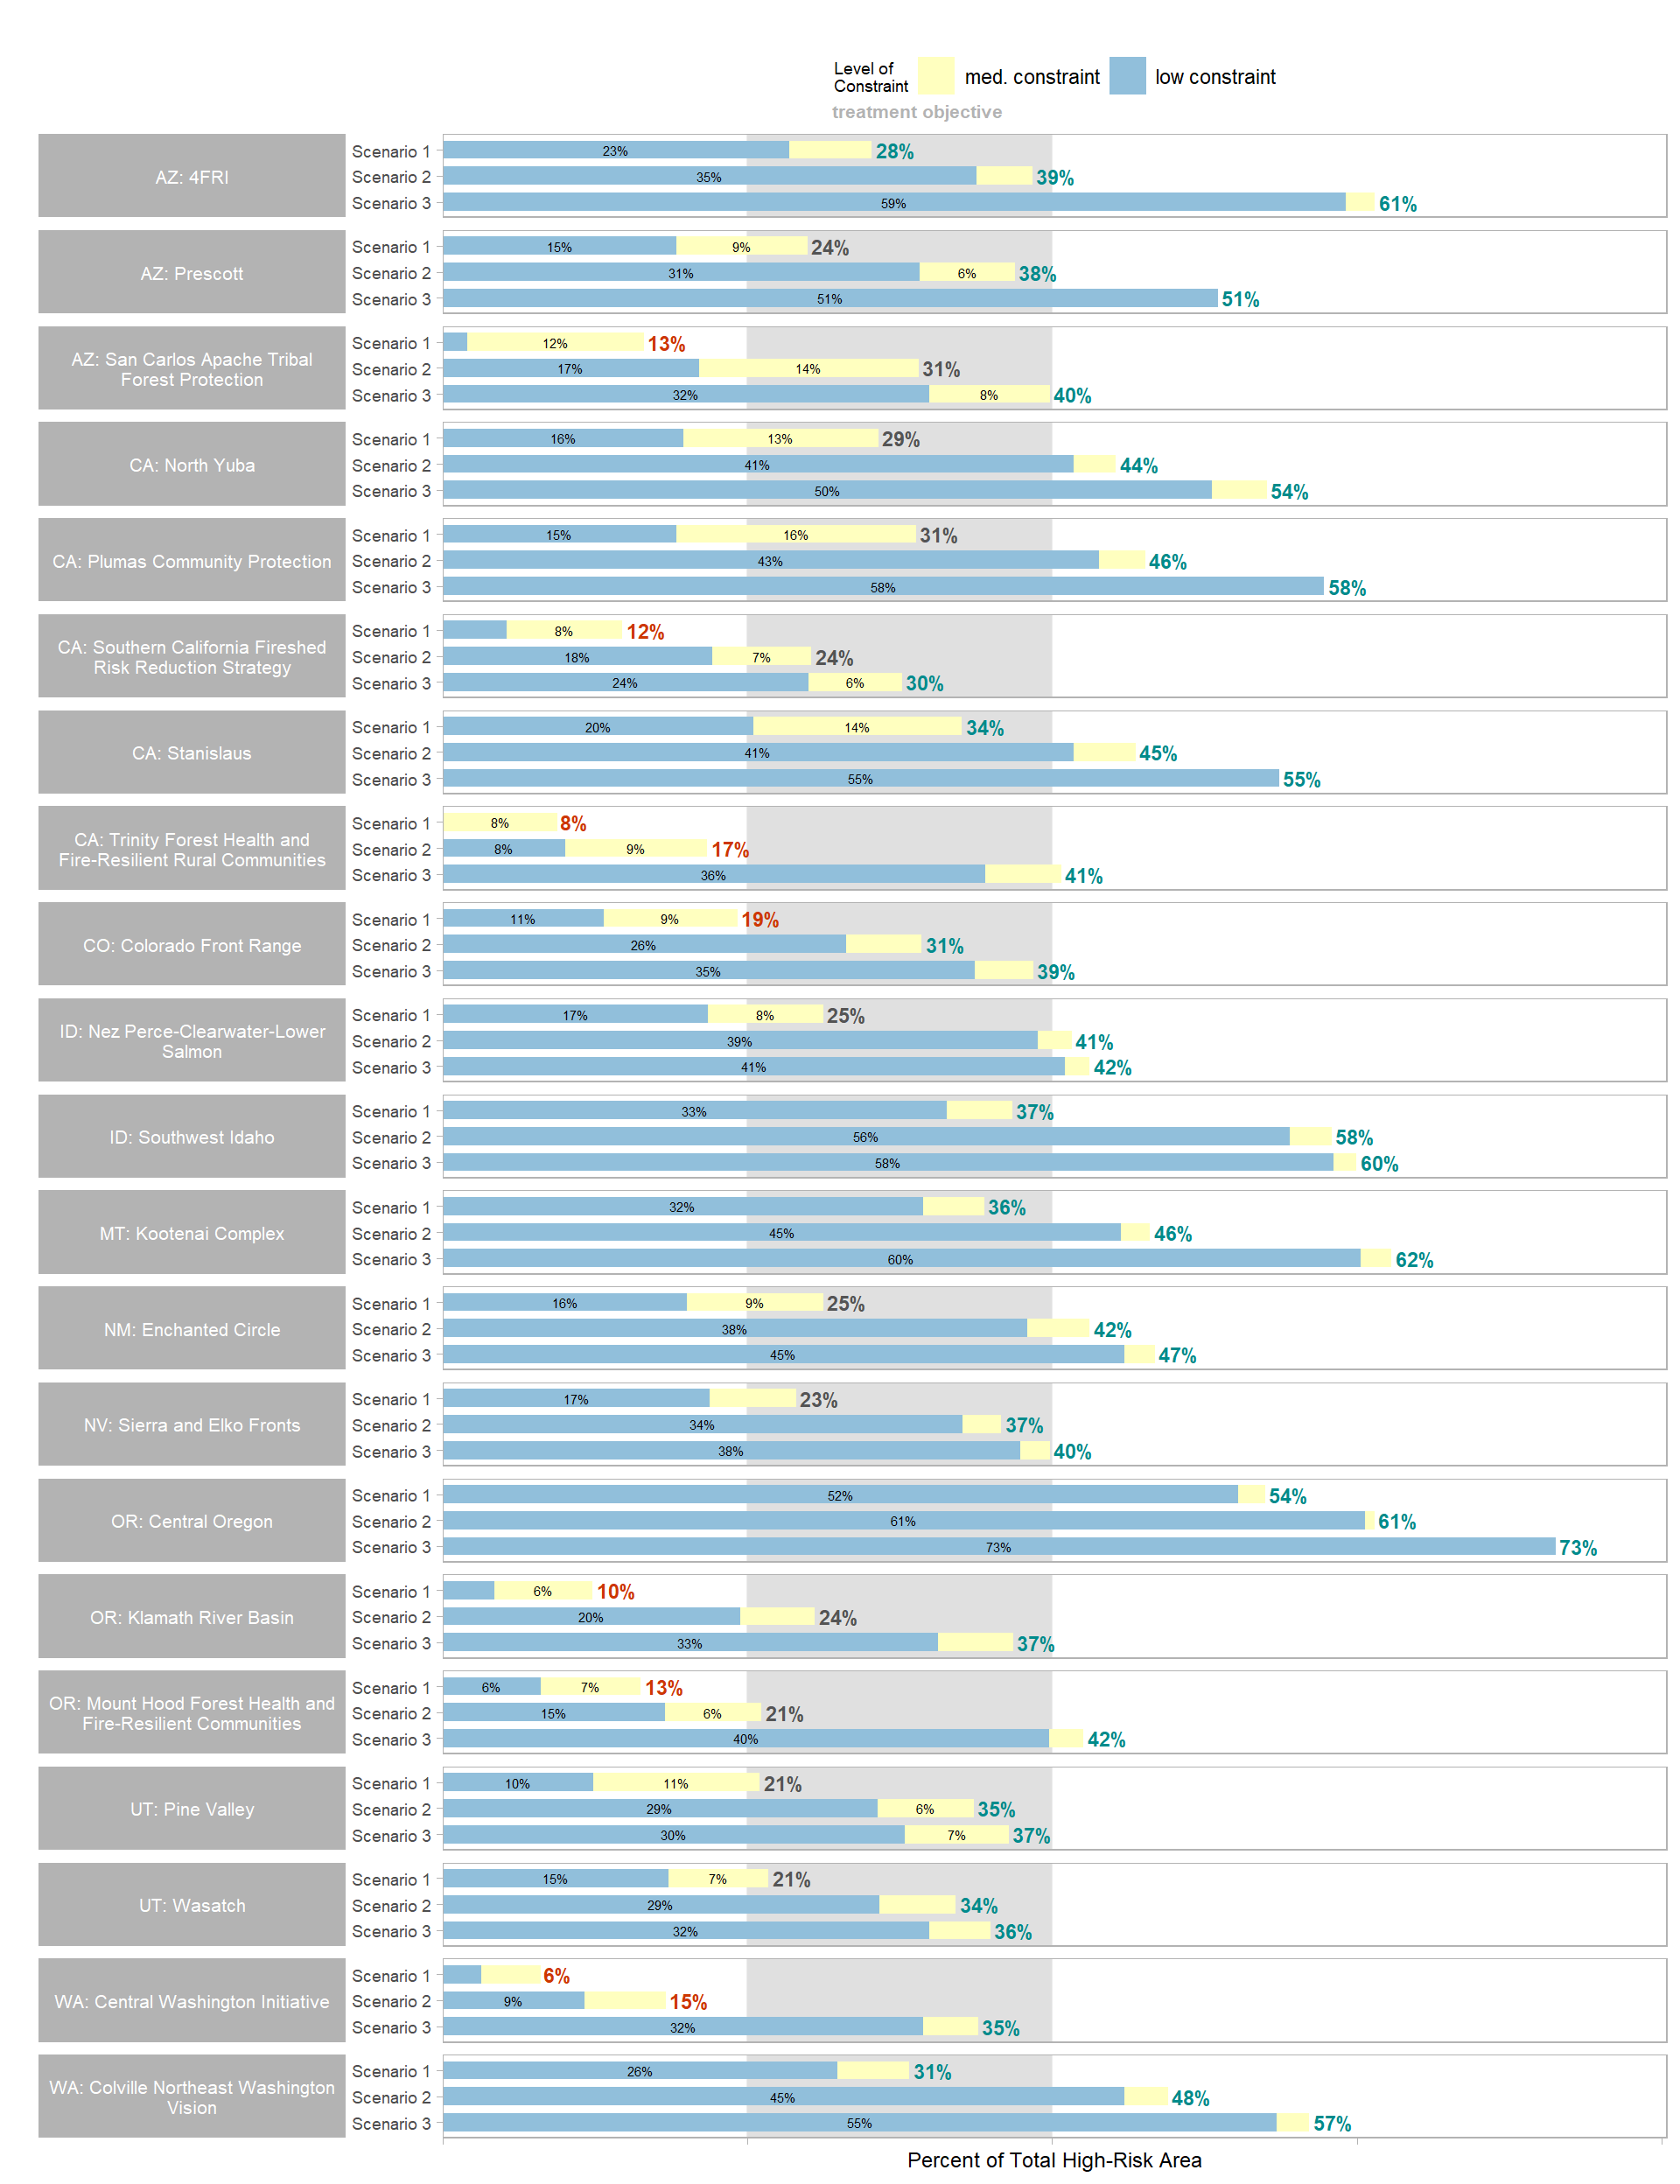 Level of
Constraint
med. constraint
low constraint
treatment objective
AZ: 4FRI
Scenario 1 23% 28%
Scenario 2 35% 39%
Scenario 3 59% 61%
AZ: Prescott
Scenario 1 15% 9% 24%
Scenario 2 31% 6% 38%
Scenario 3 51% 51%
AZ: San Carlos Apache Tribal
Forest Protection
Scenario 1 12% 13%
Scenario 2 17% 14% 31%
Scenario 3 32% 8% 40%
CA: North Yuba
Scenario 1 16% 13% 29%
Scenario 2 41% 44%
Scenario 3 50% 54%
CA: Plumas Community Protection
Scenario 1 15% 16% 31%
Scenario 2 43% 46%
Scenario 3 58% 58%
CA: Southern California Fireshed
Risk Reduction Strategy
Scenario 1 8% 12%
Scenario 2 18% 7% 24%
Scenario 3 24% 6% 30%
CA: Stanislaus
Scenario 1 20% 14% 34%
Scenario 2 41% 45%
Scenario 3 55% 55%
CA: Trinity Forest Health and
Fire-Resilient Rural Communities
Scenario 1 8% 8%
Scenario 2 8% 9% 17%
Scenario 3 36% 41%
CO: Colorado Front Range
Scenario 1 11% 9% 19%
Scenario 2 26% 31%
Scenario 3 35% 39%
ID: Nez Perce-Clearwater-Lower
Salmon
Scenario 1 17% 8% 25%
Scenario 2 39% 41%
Scenario 3 41% 42%
ID: Southwest Idaho
Scenario 1 33% 37%
Scenario 2 56% 58%
Scenario 3 58% 60%
MT: Kootenai Complex
Scenario 1 32% 36%
Scenario 2 45% 46%
Scenario 3 60% 62%
NM: Enchanted Circle
Scenario 1 16% 9% 25%
Scenario 2 38% 42%
Scenario 3 45% 47%
NV: Sierra and Elko Fronts
Scenario 1 17% 23%
Scenario 2 34% 37%
Scenario 3 38% 40%
OR: Central Oregon
Scenario 1 52% 54%
Scenario 2 61% 61%
Scenario 3 73% 73%
OR: Klamath River Basin
Scenario 1 6% 10%
Scenario 2 20% 24%
Scenario 3 33% 37%
OR: Mount Hood Forest Health and
Fire-Resilient Communities
Scenario 1 6% 7% 13%
Scenario 2 15% 6% 21%
Scenario 3 40% 42%
UT: Pine Valley
Scenario 1 10% 11% 21%
Scenario 2 29% 6% 35%
Scenario 3 30% 7% 37%
UT: Wasatch
Scenario 1 15% 7% 21%
Scenario 2 29% 34%
Scenario 3 32% 36%
WA: Central Washington Initiative
Scenario 1 6%
Scenario 2 9% 15%
Scenario 3 32% 35%
WA: Colville Northeast Washington
Vision
Scenario 1 26% 31%
Scenario 2 45% 48%
Scenario 3 55% 57%
Percent of Total High-Risk Area